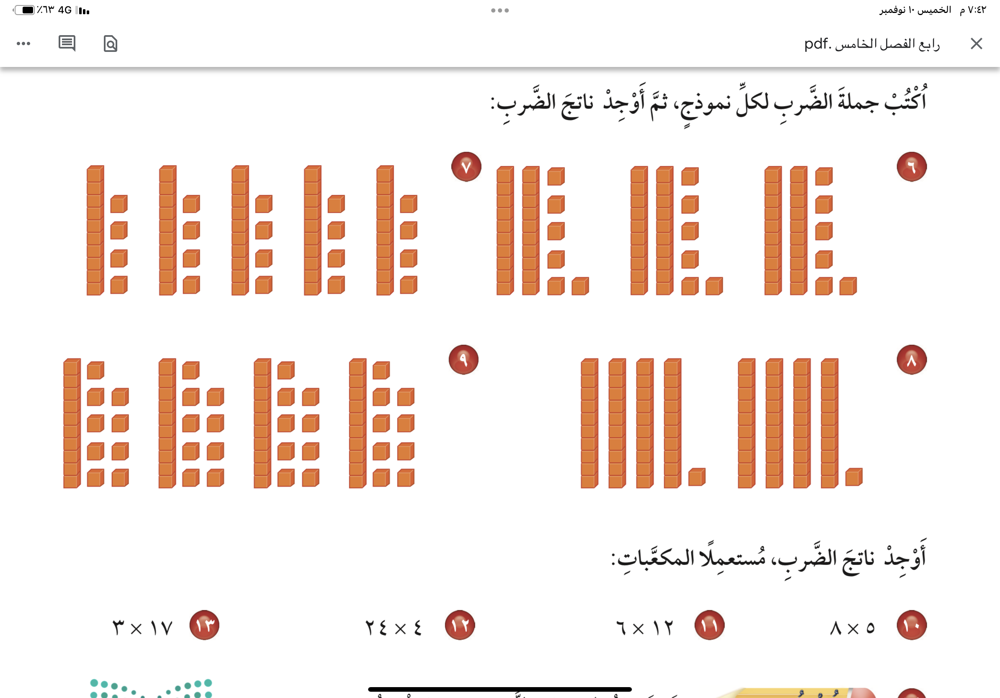 ٧:٤٢ م الخميس ١٠ نوفمبر
٪٦٣ 4G
رابع الفصل الخامس .pdf
اُكْتُبْ جملةَ الضَّربِ لكلِّ نموذجٍ، ثمَّ أَوْجِدْ ناتجَ الضَّربِ:
٦ ٧
٨ ٩
أَوْجِدْ ناتجَ الضَّربِ، مُستعمِلًا المكعَّباتِ:
١٠ ٥ × ٨ ١١ ١٢ × ٦ ١٢ ٤ × ٢٤ ١٣ ١٧ × ٣